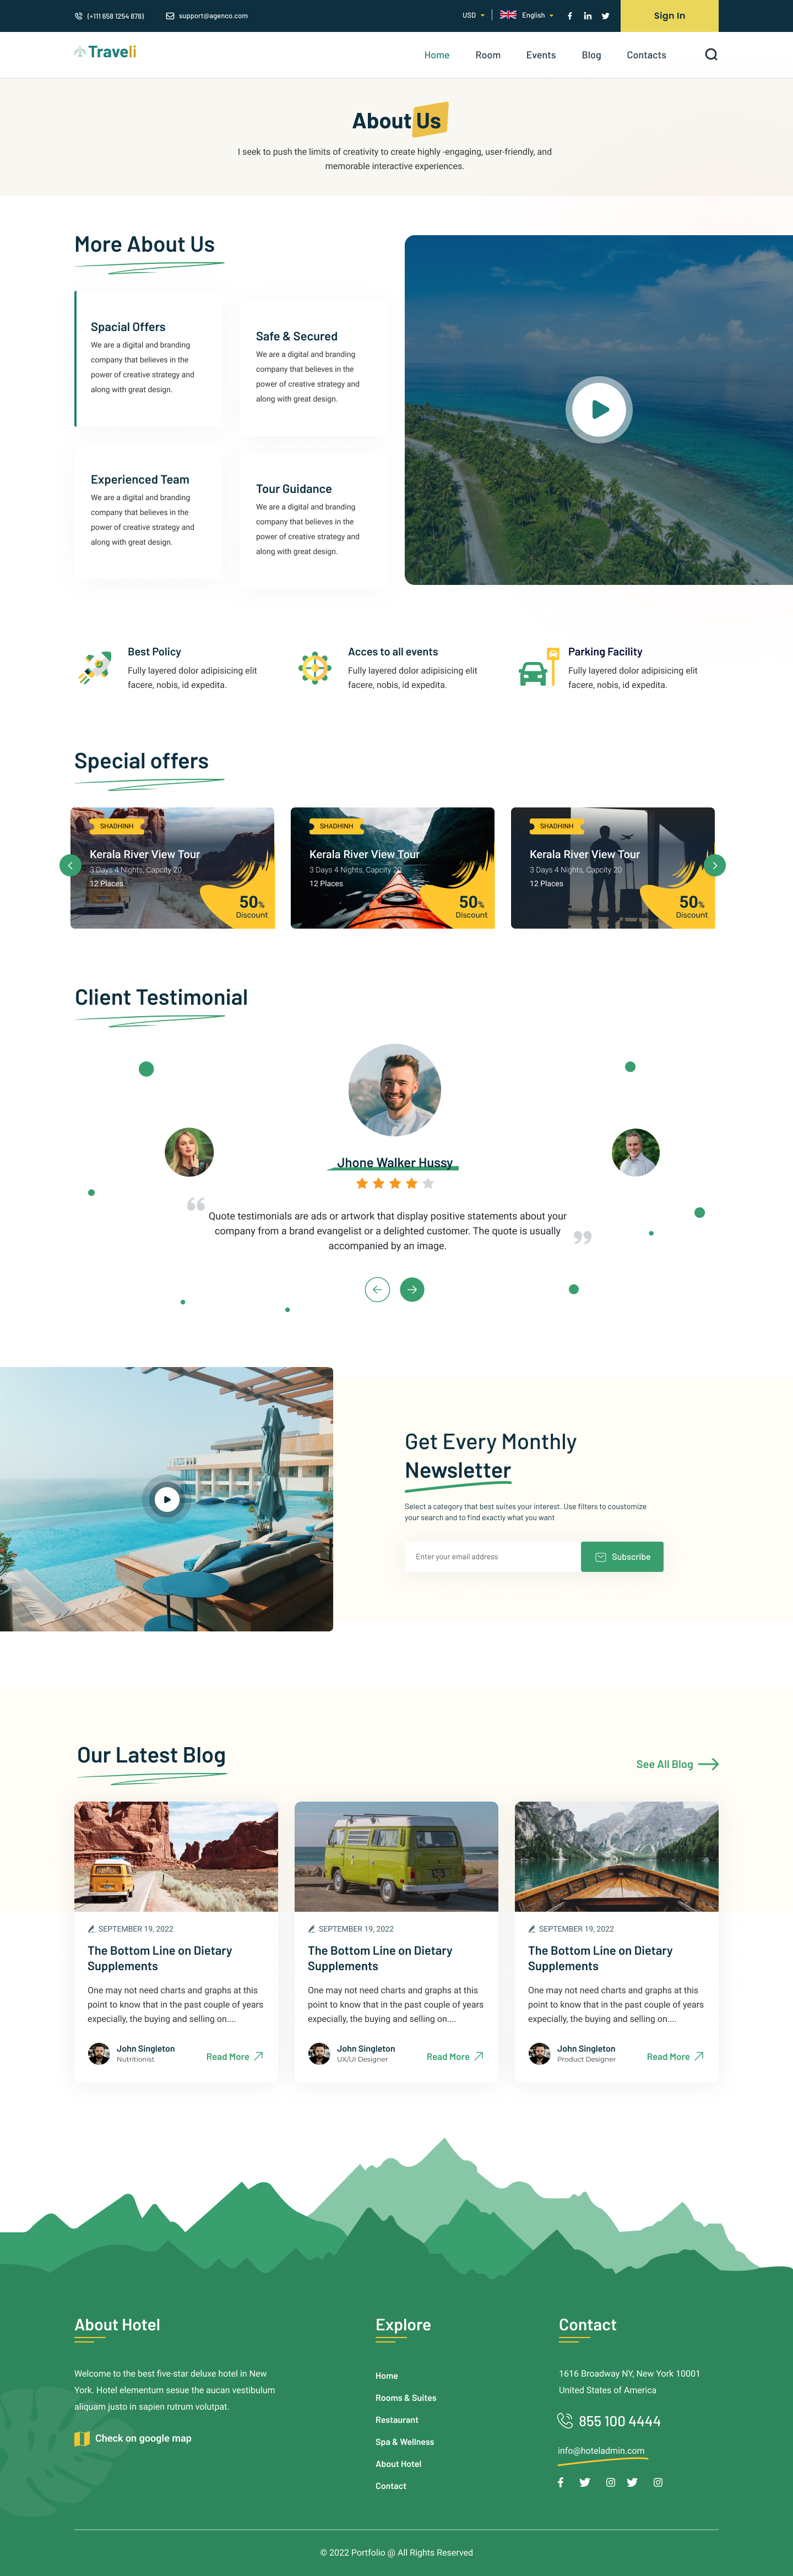 (+111 658 1254 878)
support@agenco.com
USD
English
Sign In
Traveli
Home
Room
Events
Blog
Contacts
About Us
I seek to push the limits of creativity to create highly -engaging, user-friendly, and
memorable interactive experiences.
More About Us
Spacial Offers
We are a digital and branding
company that believes in the
power of creative strategy and
along with great design.
Safe & Secured
We are a digital and branding
company that believes in the
power of creative strategy and
along with great design.
Experienced Team
We are a digital and branding
company that believes in the
power of creative strategy and
along with great design.
Tour Guidance
We are a digital and branding
company that believes in the
power of creative strategy and
along with great design.
Best Policy
Fully layered dolor adipisicing elit
facere, nobis, id expedita.
Acces to all events
Fully layered dolor adipisicing elit
facere, nobis, id expedita.
Parking Facility
Fully layered dolor adipisicing elit
facere, nobis, id expedita.
Special offers
SHADHINH
Kerala River View Tour
3 Days 4 Nights, Capcity 20
12 Places
50%
Discount
SHADHINH
Kerala River View Tour
3 Days 4 Nights, Capcity 20
12 Places
50%
Discount
SHADHINH
Kerala River View Tour
3 Days 4 Nights, Capcity 20
12 Places
50%
Discount
Client Testimonial
Jhone Walker Hussy
“
Quote testimonials are ads or artwork that display positive statements about your
company from a brand evangelist or a delighted customer. The quote is usually
accompanied by an image.
”
Get Every Monthly
Newsletter
Select a category that best suites your interest. Use filters to coustomize
your search and to find exactly what you want
Enter your email address
Subscribe
Our Latest Blog
See All Blog
SEPTEMBER 19, 2022
The Bottom Line on Dietary
Supplements
One may not need charts and graphs at this
point to know that in the past couple of years
expecially, the buying and selling on....
John Singleton
Nutritionist
Read More
SEPTEMBER 19, 2022
The Bottom Line on Dietary
Supplements
One may not need charts and graphs at this
point to know that in the past couple of years
expecially, the buying and selling on....
John Singleton
UX/UI Designer
Read More
SEPTEMBER 19, 2022
The Bottom Line on Dietary
Supplements
One may not need charts and graphs at this
point to know that in the past couple of years
expecially, the buying and selling on....
John Singleton
Product Designer
Read More
About Hotel
Welcome to the best five-star deluxe hotel in New
York. Hotel elementum sesue the aucan vestibulum
aliquam justo in sapien rutrum volutpat.
Check on google map
Explore
Home
Rooms & Suites
Restaurant
Spa & Wellness
About Hotel
Contact
Contact
1616 Broadway NY, New York 10001
United States of America
855 100 4444
info@hoteladmin.com
© 2022 Portfolio @ All Rights Reserved